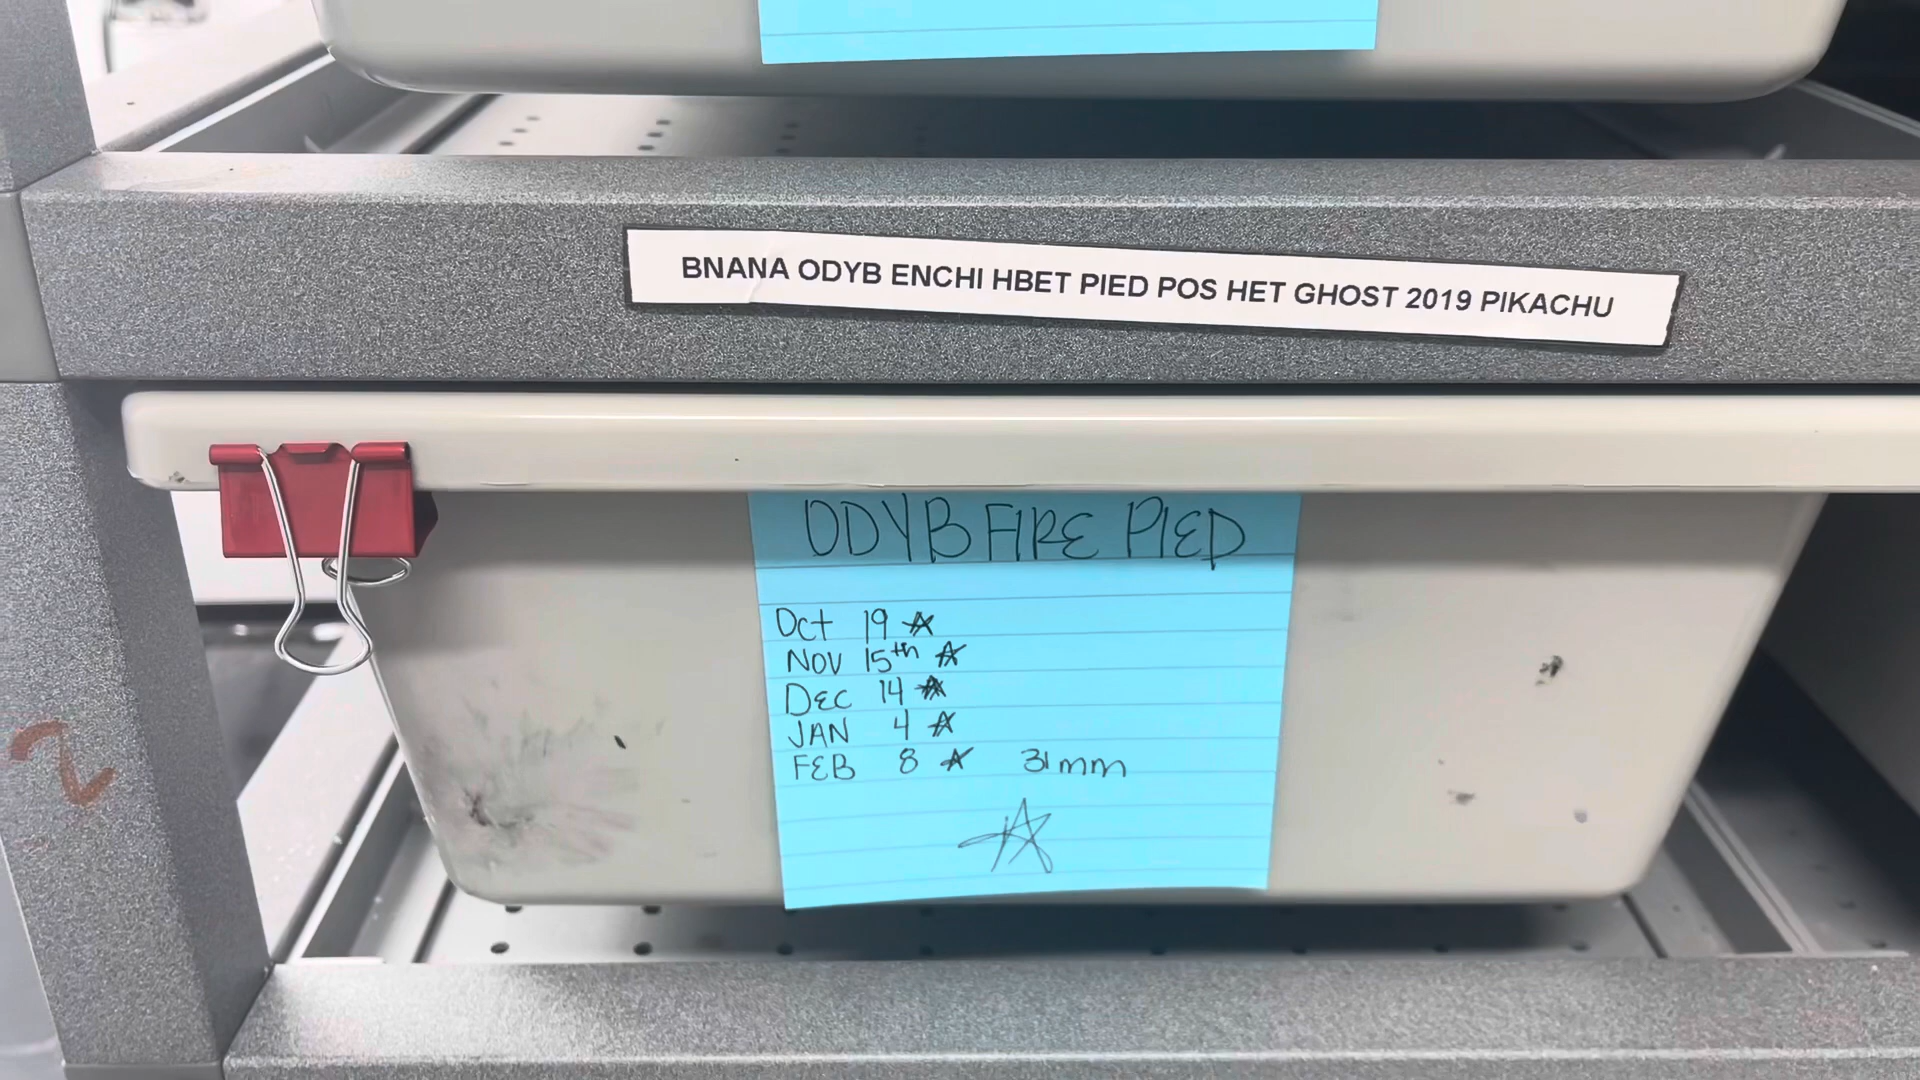 BNANA ODYB ENCHI HBET PIED POS HET GHOST 2019 PIKACHU
ODYB FIRE PIED
Oct 19 ☆
NOV 15th ☆
DEC 14 ☆
JAN 4 ☆
FEB 8 ☆ 31mm
☆
2